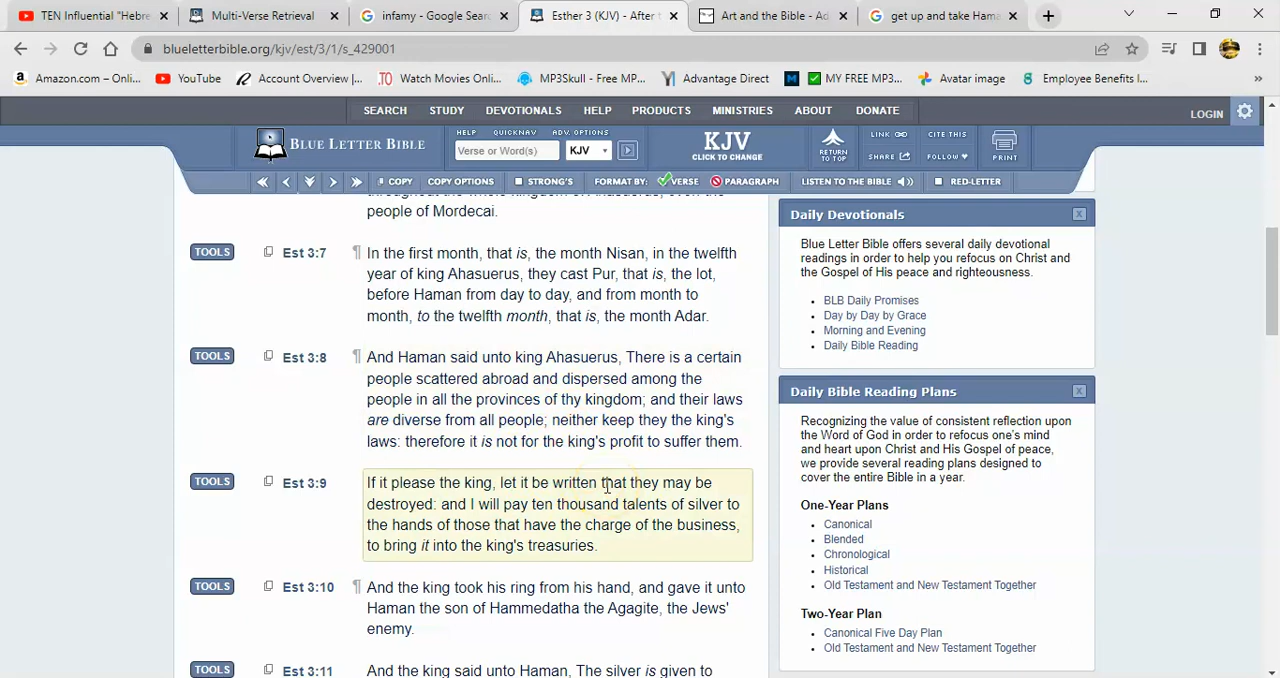 TEN Influential "Hebre
Multi-Verse Retrieval
infamy - Google Sear
Esther 3 (KJV) - After t
Art and the Bible - Ad
get up and take Hama
blueletterbible.org/kjv/est/3/1/s_429001
Amazon.com – Onli... YouTube Account Overview |... TO Watch Movies Onl... MP3Skull - Free MP... Advantage Direct MY FREE MP3... Avatar image Employee Benefits I... »
SEARCH STUDY DEVOTIONALS HELP PRODUCTS MINISTRIES ABOUT DONATE LOGIN
HELP QUICKNAV ADV. OPTIONS
BLUE LETTER BIBLE
Verse or Word(s) KJV
KJV
CLICK TO CHANGE
RETURN
TO TOP
LINK CITE THIS
SHARE FOLLOW
PRINT
COPY COPY OPTIONS STRONG'S FORMAT BY: VERSE PARAGRAPH LISTEN TO THE BIBLE RED-LETTER
throughout the whole kingdom of Ahasuerus, even the
people of Mordecai.
TOOLS Est 3:7 ¶ In the first month, that is, the month Nisan, in the twelfth
year of king Ahasuerus, they cast Pur, that is, the lot,
before Haman from day to day, and from month to
month, to the twelfth month, that is, the month Adar.
TOOLS Est 3:8 ¶ And Haman said unto king Ahasuerus, There is a certain
people scattered abroad and dispersed among the
people in all the provinces of thy kingdom; and their laws
are diverse from all people; neither keep they the king's
laws: therefore it is not for the king's profit to suffer them.
TOOLS Est 3:9 If it please the king, let it be written that they may be
destroyed: and I will pay ten thousand talents of silver to
the hands of those that have the charge of the business,
to bring it into the king's treasuries.
TOOLS Est 3:10 ¶ And the king took his ring from his hand, and gave it unto
Haman the son of Hammedatha the Agagite, the Jews'
enemy.
TOOLS Est 3:11 And the king said unto Haman, The silver is given to
Daily Devotionals
Blue Letter Bible offers several daily devotional
readings in order to help you refocus on Christ and
the Gospel of His peace and righteousness.
BLB Daily Promises
Day by Day by Grace
Morning and Evening
Daily Bible Reading
Daily Bible Reading Plans
Recognizing the value of consistent reflection upon
the Word of God in order to refocus one's mind
and heart upon Christ and His Gospel of peace,
we provide several reading plans designed to
cover the entire Bible in a year.
One-Year Plans
Canonical
Blended
Chronological
Historical
Old Testament and New Testament Together
Two-Year Plan
Canonical Five Day Plan
Old Testament and New Testament Together